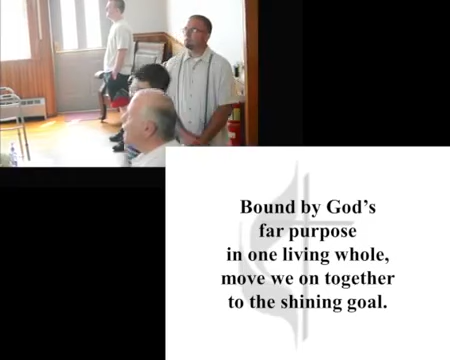 Bound by God's
far purpose
in one living whole,
move we on together
to the shining goal.